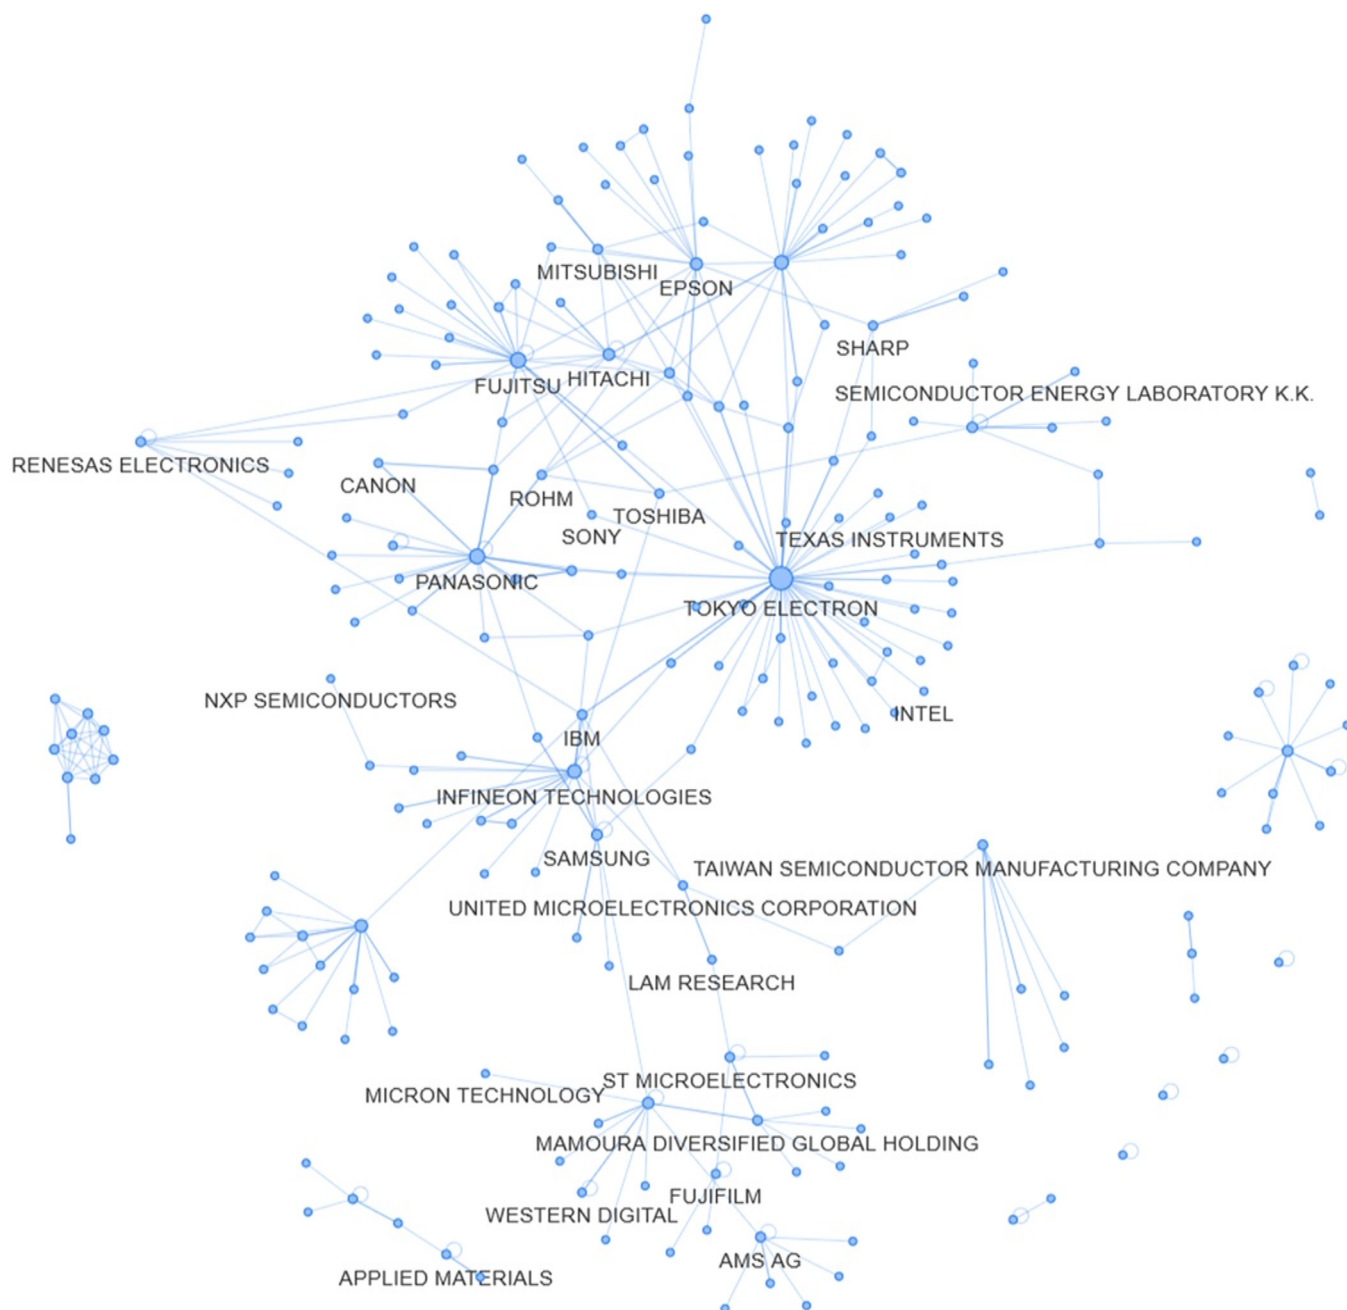 MITSUBISHI
EPSON
SHARP
FUJITSU
HITACHI
SEMICONDUCTOR ENERGY LABORATORY K.K.
RENESAS ELECTRONICS
CANON
ROHM
TOSHIBA
SONY
TEXAS INSTRUMENTS
PANASONIC
TOKYO ELECTRON
NXP SEMICONDUCTORS
INTEL
IBM
INFINEON TECHNOLOGIES
SAMSUNG
TAIWAN SEMICONDUCTOR MANUFACTURING COMPANY
UNITED MICROELECTRONICS CORPORATION
LAM RESEARCH
ST MICROELECTRONICS
MICRON TECHNOLOGY
MAMOURA DIVERSIFIED GLOBAL HOLDING
FUJIFILM
WESTERN DIGITAL
AMS AG
APPLIED MATERIALS